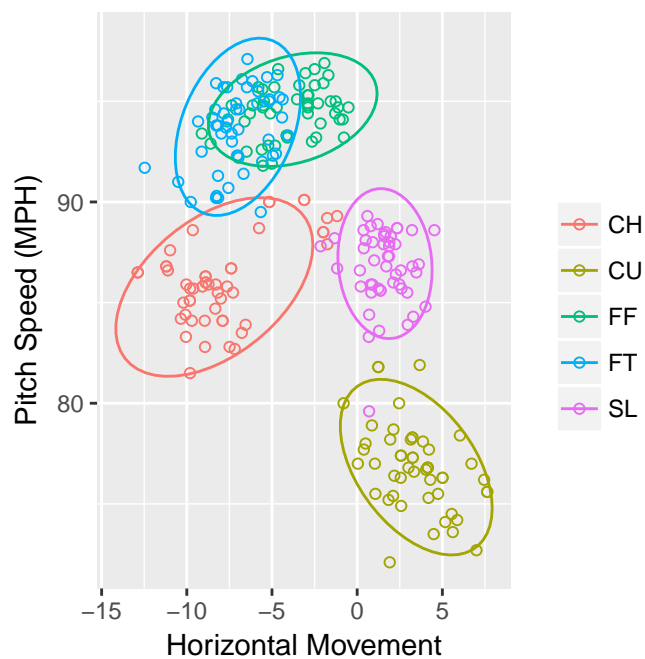 Pitch Speed (MPH)
90
80
−15
−10
−5
0
5
Horizontal Movement
CH
CU
FF
FT
SL